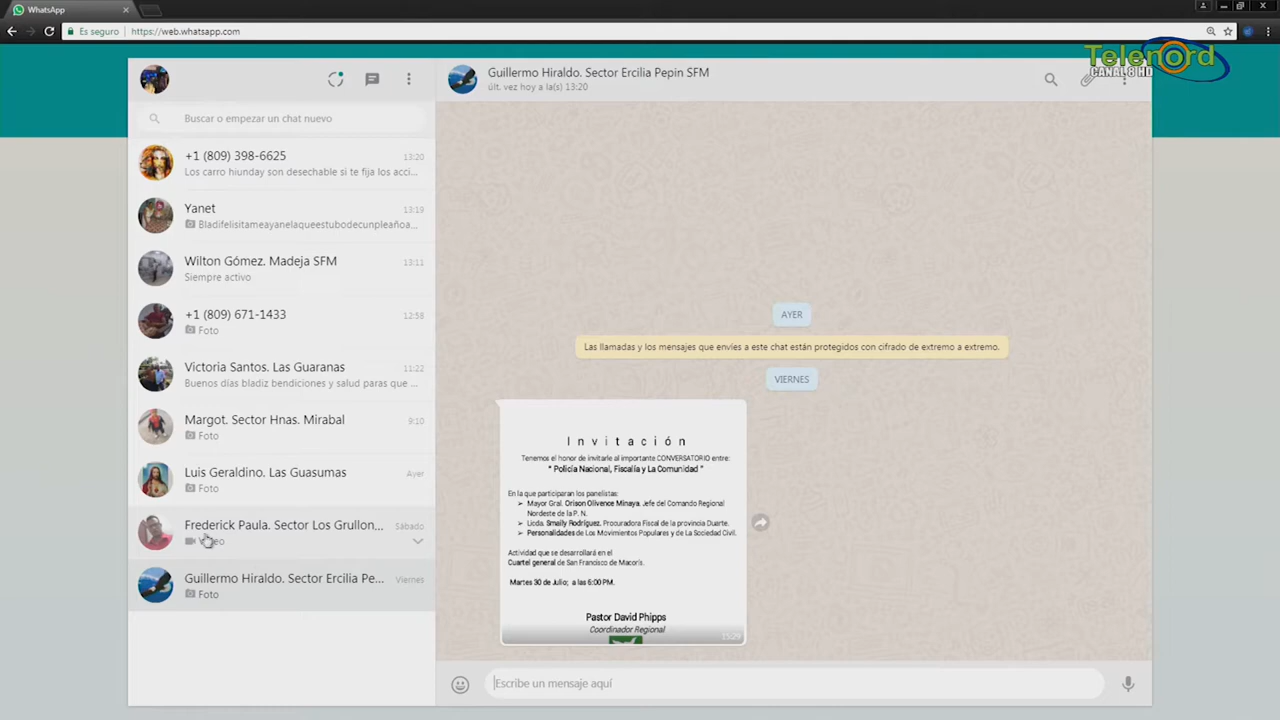 WhatsApp
Es seguro
https://web.whatsapp.com
Telenord
CANAL 8 HD
Buscar o empezar un chat nuevo
+1 (809) 398-6625
13:20
Los carro hiunday son desechable si te fija los acci...
Yanet
13:19
Bladifelisitameayanelaqueestubodecunpleañoa...
Wilton Gómez. Madeja SFM
13:11
Siempre activo
+1 (809) 671-1433
12:58
Foto
Victoria Santos. Las Guaranas
11:22
Buenos días bladiz bendiciones y salud paras que ...
Margot. Sector Hnas. Mirabal
9:10
Foto
Luis Geraldino. Las Guasumas
Ayer
Foto
Frederick Paula. Sector Los Grullon,...
Sábado
Guillermo Hiraldo. Sector Ercilia Pe...
Viernes
Foto
Guillermo Hiraldo. Sector Ercilia Pepin SFM
últ. vez hoy a la(s) 13:20
AYER
Las llamadas y los mensajes que envíes a este chat están protegidos con cifrado de extremo a extremo.
VIERNES
Invitación
Tenemos el honor de invitarle al importante CONVERSATORIO entre:
" Policía Nacional, Fiscalía y La Comunidad "
En la que participaran los panelistas:
➢ Mayor Gral. Orison Olivence Minaya. Jefe del Comando Regional
Nordeste de la P. N.
➢ Licda. Smaily Rodríguez. Procuradora Fiscal de la provincia Duarte.
➢ Personalidades de Los Movimientos Populares y de La Sociedad Civil.
Actividad que se desarrollará en el
Cuartel general de San Francisco de Macorís.
Martes 30 de Julio; a las 6:00 PM.
Pastor David Phipps
Coordinador Regional
15:29
Escribe un mensaje aquí